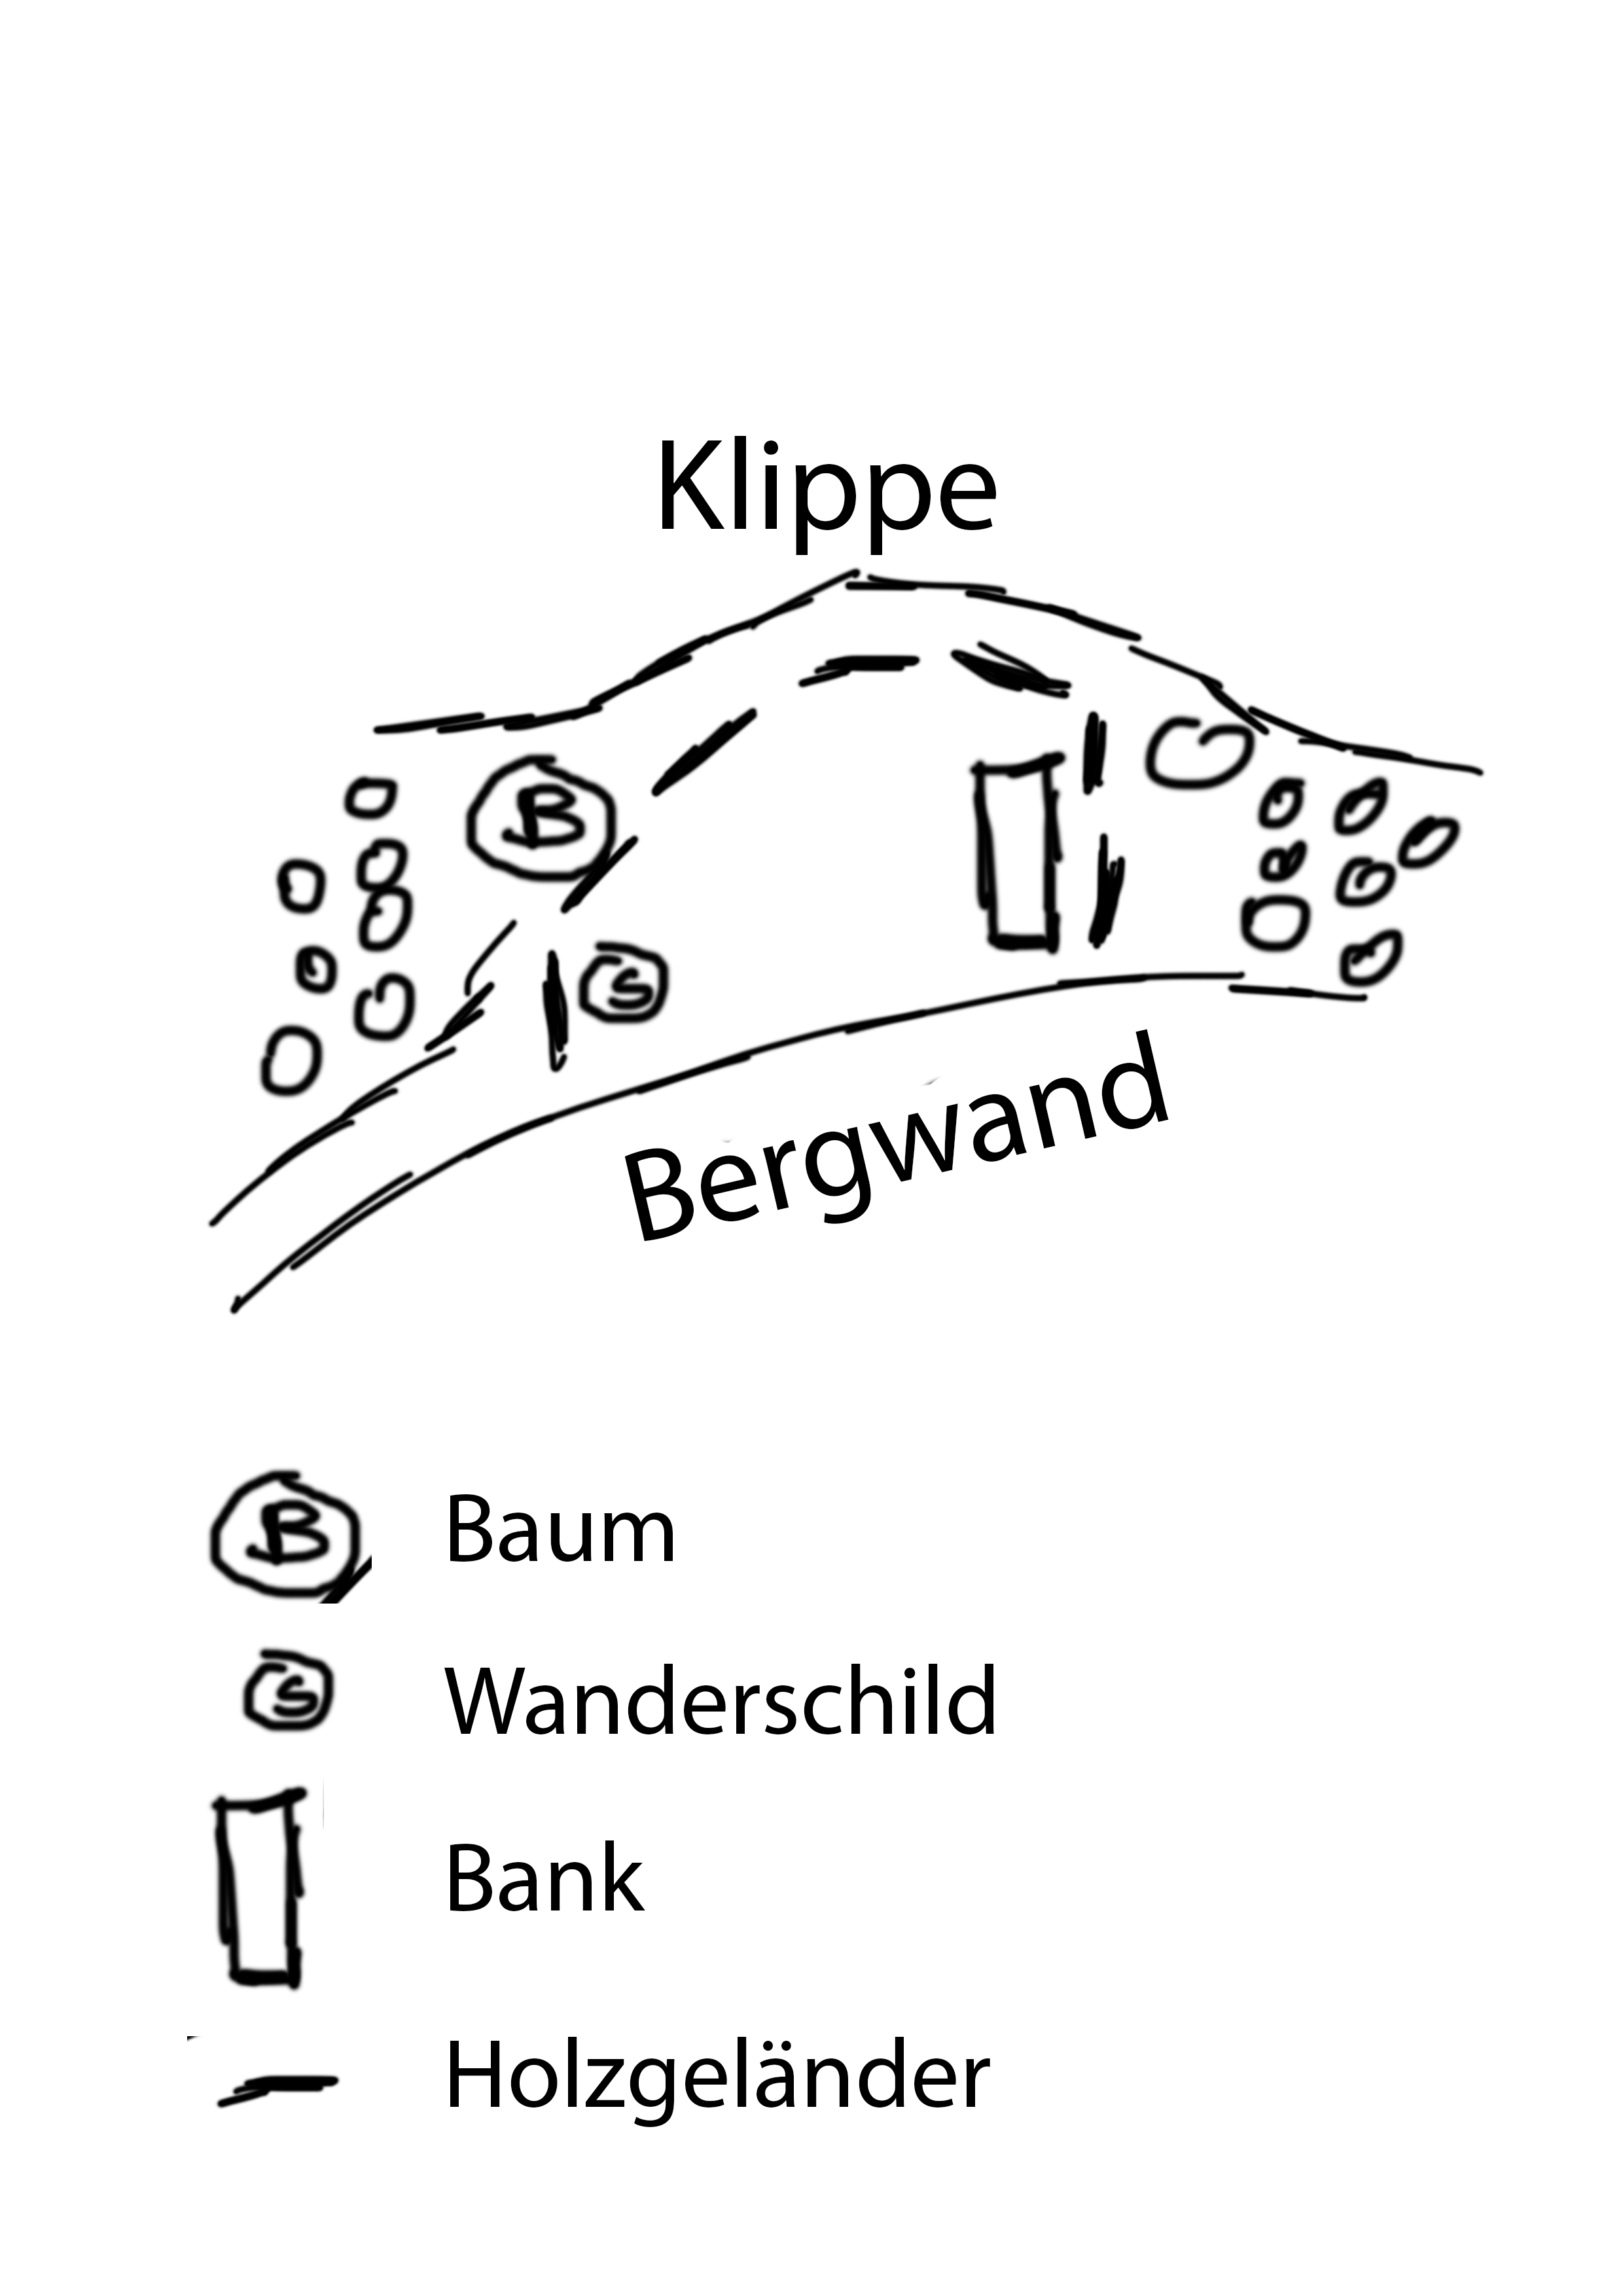 Klippe
B
S
Bergwand
B Baum
S Wanderschild
Bank
Holzgeländer